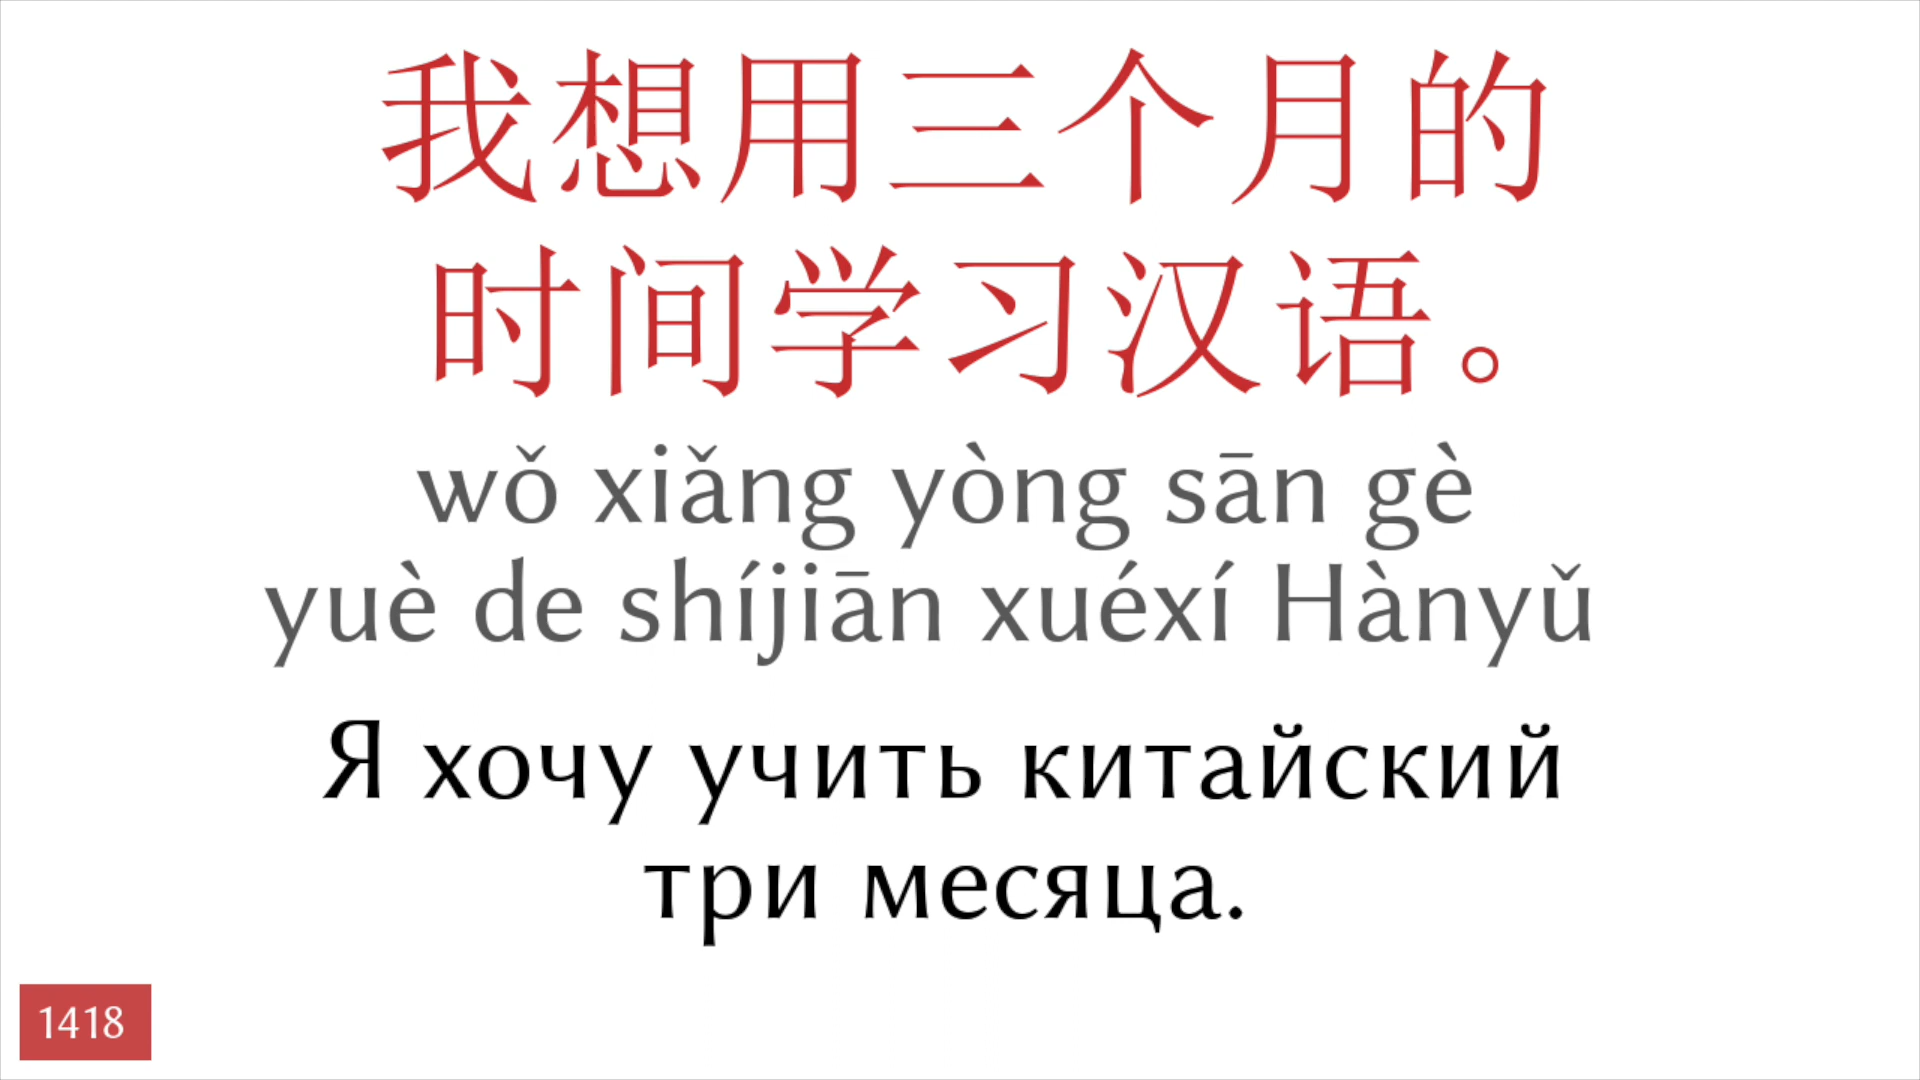 我想用三个月的
时间学习汉语。
wǒ xiǎng yòng sān gè
yuè de shíjiān xuéxí Hànyǔ
Я хочу учить китайский
три месяца.
1418